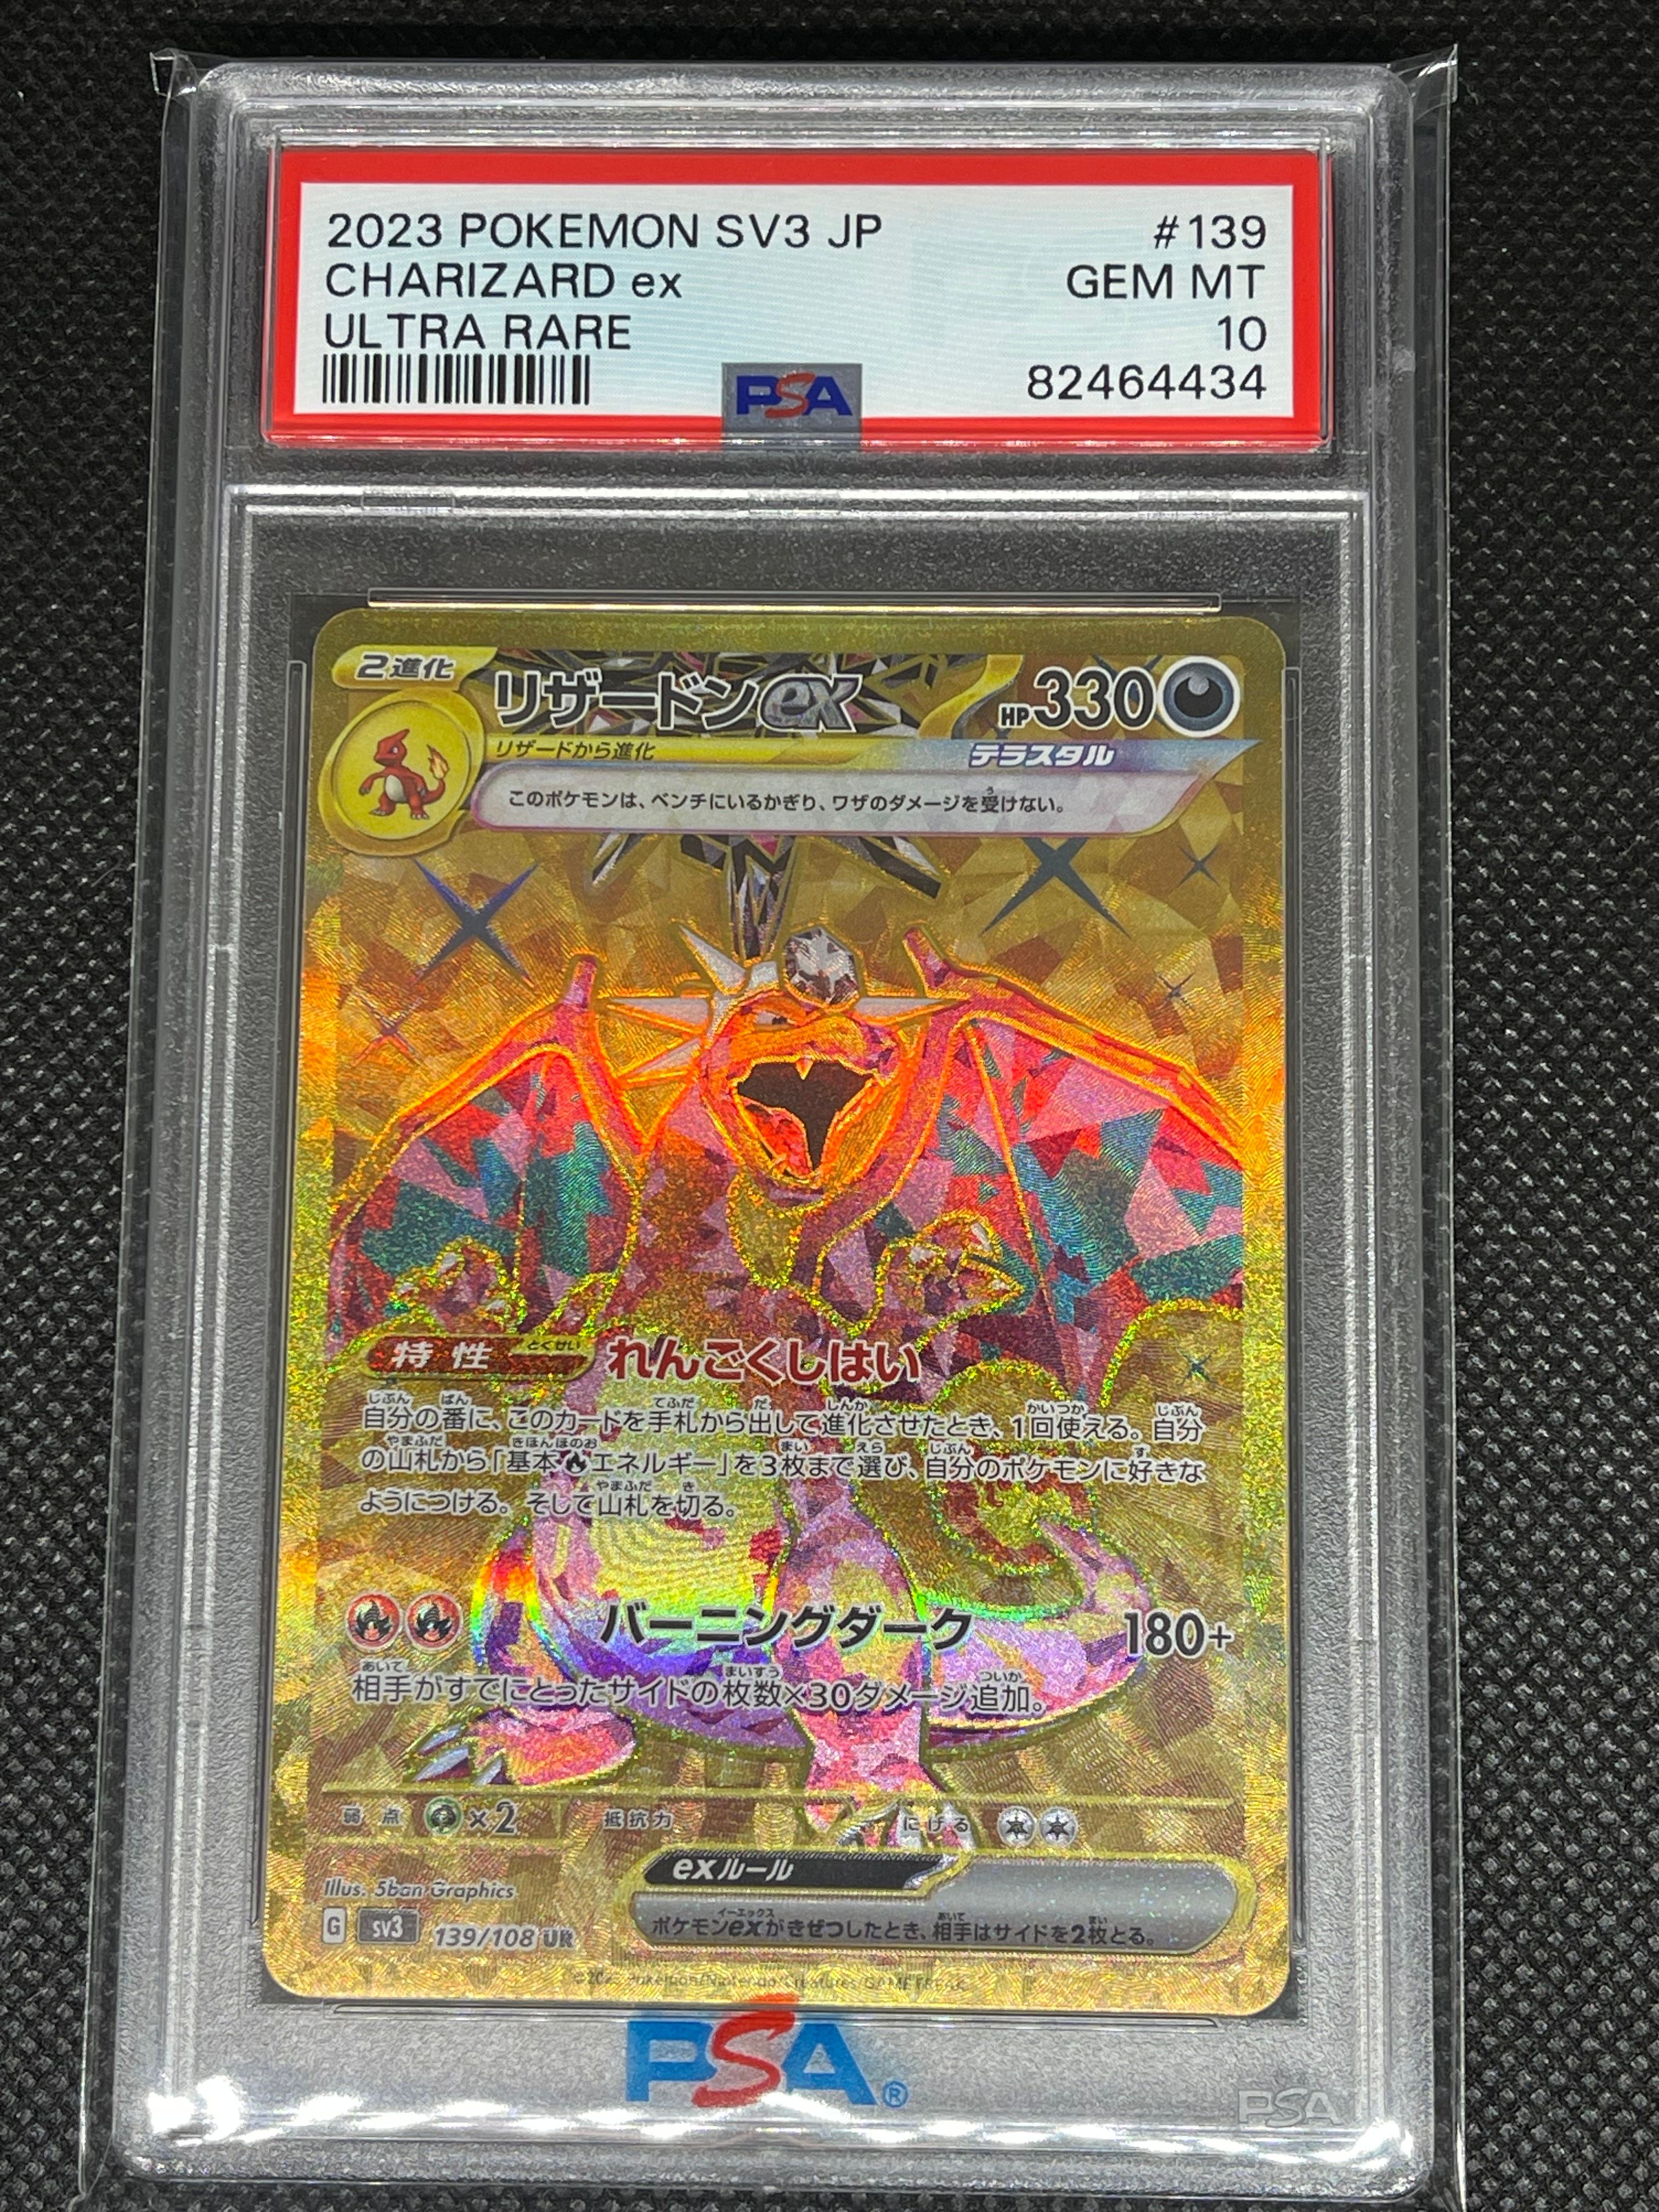 2023 POKEMON SV3 JP #139
CHARIZARD ex GEM MT
ULTRA RARE 10
82464434
PSA
2進化
リザードンex HP330
リザードから進化 テラスタル
このポケモンは、ベンチにいるかぎり、ワザのダメージを受けない。
特性 とくせい れんごくしはい
自分の番に、このカードを手札から出して進化させたとき、1回使える。自分
の山札から「基本エネルギー」を3枚まで選び、自分のポケモンに好きな
ようにつける。そして山札を切る。
バーニングダーク 180+
相手がすでにとったサイドの枚数×30ダメージ追加。
弱点 ×2 抵抗力 にげる
exルール
ポケモンexがきぜつしたとき、相手はサイドを2枚とる。
Illus. 5ban Graphics
G sv3 139/108 UR
Pokémon/Nintendo/Creatures/GAME FREAK
PSA®
PSA